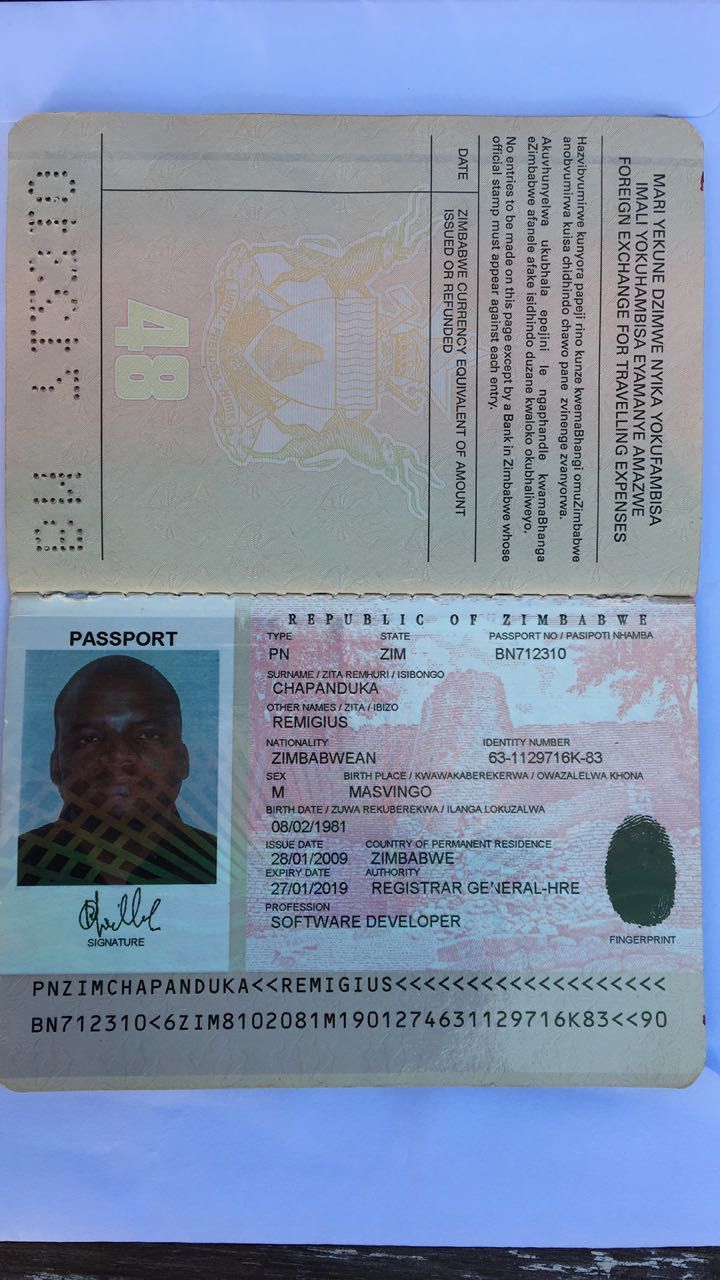 MARI YEKUNE DZIMWE NYIKA YOKUFAMBISA
IMALI YOKUHAMBISA EYAMANYE AMAZWE
FOREIGN EXCHANGE FOR TRAVELLING EXPENSES
Hazvibvumirwe kunyora papeji rino kunze kwemaBhangi omuZimbabwe
anobvumirwa kuisa chidhindo chawo pane zvinenge zvanyorwa.
Akuvhunyelwa ukubhala epejini le ngaphandle kwamaBhanga
eZimbabwe afanele afake isidhindo duzane kwaloko okubhaliweyo.
No entries to be made on this page except by a Bank in Zimbabwe whose
official stamp must appear against each entry.
DATE
ZIMBABWE CURRENCY EQUIVALENT OF AMOUNT
ISSUED OR REFUNDED
48
REPUBLIC OF ZIMBABWE
PASSPORT
TYPE STATE PASSPORT NO / PASIPOTI NHAMBA
PN ZIM BN712310
SURNAME / ZITA REMHURI / ISIBONGO
CHAPANDUKA
OTHER NAMES / ZITA / IBIZO
REMIGIUS
NATIONALITY IDENTITY NUMBER
ZIMBABWEAN 63-1129716K-83
SEX BIRTH PLACE / KWAWAKABEREKERWA / OWAZALELWA KHONA
M MASVINGO
BIRTH DATE / ZUWA REKUBEREKWA / ILANGA LOKUZALWA
08/02/1981
ISSUE DATE COUNTRY OF PERMANENT RESIDENCE
28/01/2009 ZIMBABWE
EXPIRY DATE AUTHORITY
27/01/2019 REGISTRAR GENERAL-HRE
PROFESSION
SOFTWARE DEVELOPER
SIGNATURE
FINGERPRINT
PNZIMCHAPANDUKA<<REMIGIUS<<<<<<<<<<<<<<<<<<<
BN712310<6ZIM8102081M1901274631129716K83<<90